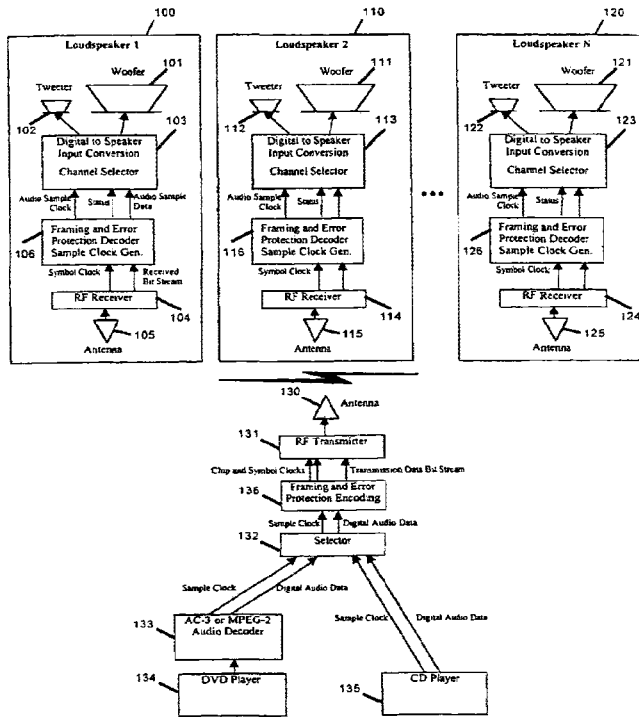 100
110
120
Loudspeaker 1
Loudspeaker 2
Loudspeaker N
101
111
121
Tweeter
Woofer
Tweeter
Woofer
Tweeter
Woofer
102
103
112
113
122
123
Digital to Speaker
Input Conversion
Channel Selector
Digital to Speaker
Input Conversion
Channel Selector
Digital to Speaker
Input Conversion
Channel Selector
Audio Sample
Clock
Status
Audio Sample
Data
Audio Sample
Clock
Status
Audio Sample
Clock
Status
106
Framing and Error
Protection Decoder
Sample Clock Gen.
116
Framing and Error
Protection Decoder
Sample Clock Gen.
126
Framing and Error
Protection Decoder
Sample Clock Gen.
Symbol Clock
Received
Bit Stream
Symbol Clock
Symbol Clock
RF Receiver
RF Receiver
RF Receiver
104
114
124
105
115
125
Antenna
Antenna
Antenna
130
Antenna
131
RF Transmitter
Chip and Symbol Clocks
Transmission Data Bit Stream
136
Framing and Error
Protection Encoding
Sample Clock
Digital Audio Data
132
Selector
Sample Clock
Digital Audio Data
Sample Clock
Digital Audio Data
133
AC-3 or MPEG-2
Audio Decoder
134
DVD Player
135
CD Player